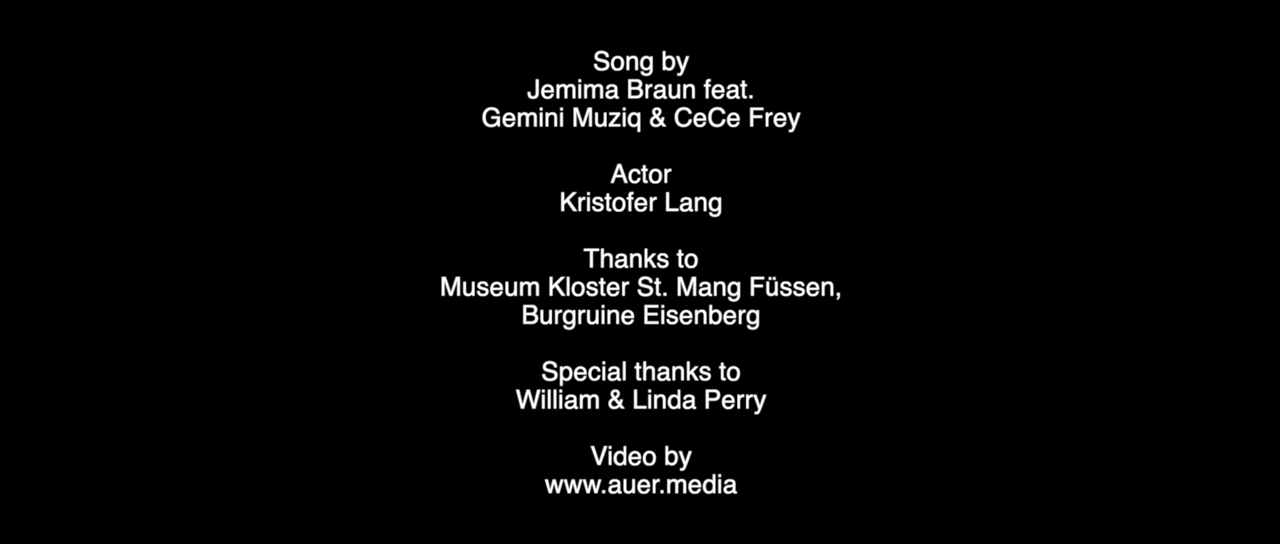 Song by
Jemima Braun feat.
Gemini Muziq & CeCe Frey
Actor
Kristofer Lang
Thanks to
Museum Kloster St. Mang Füssen,
Burgruine Eisenberg
Special thanks to
William & Linda Perry
Video by
www.auer.media